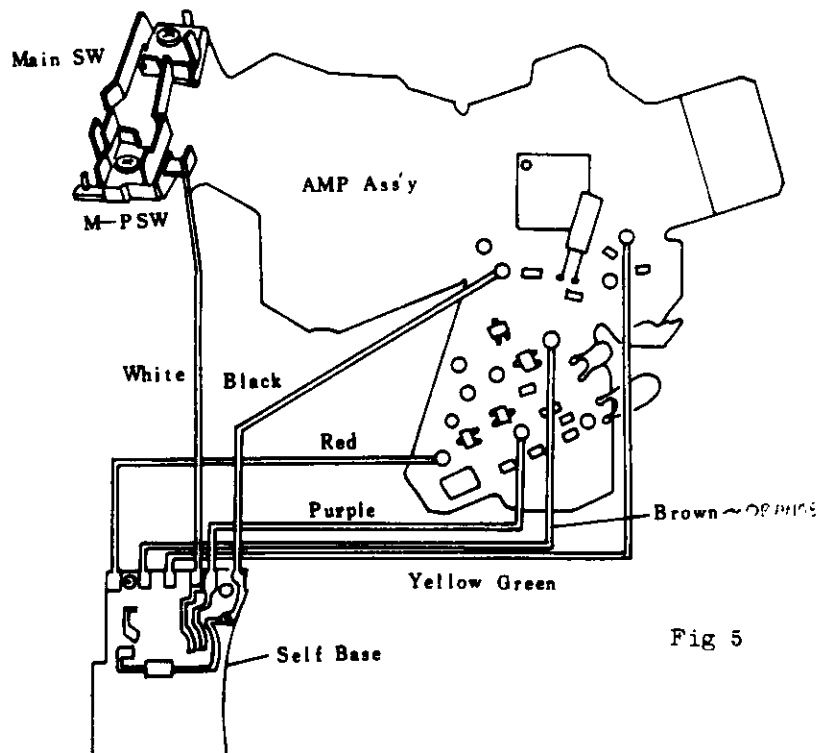 Main SW
M-PSW
AMP Ass'y
White
Black
Red
Purple
Brown
Yellow Green
Self Base
Fig 5